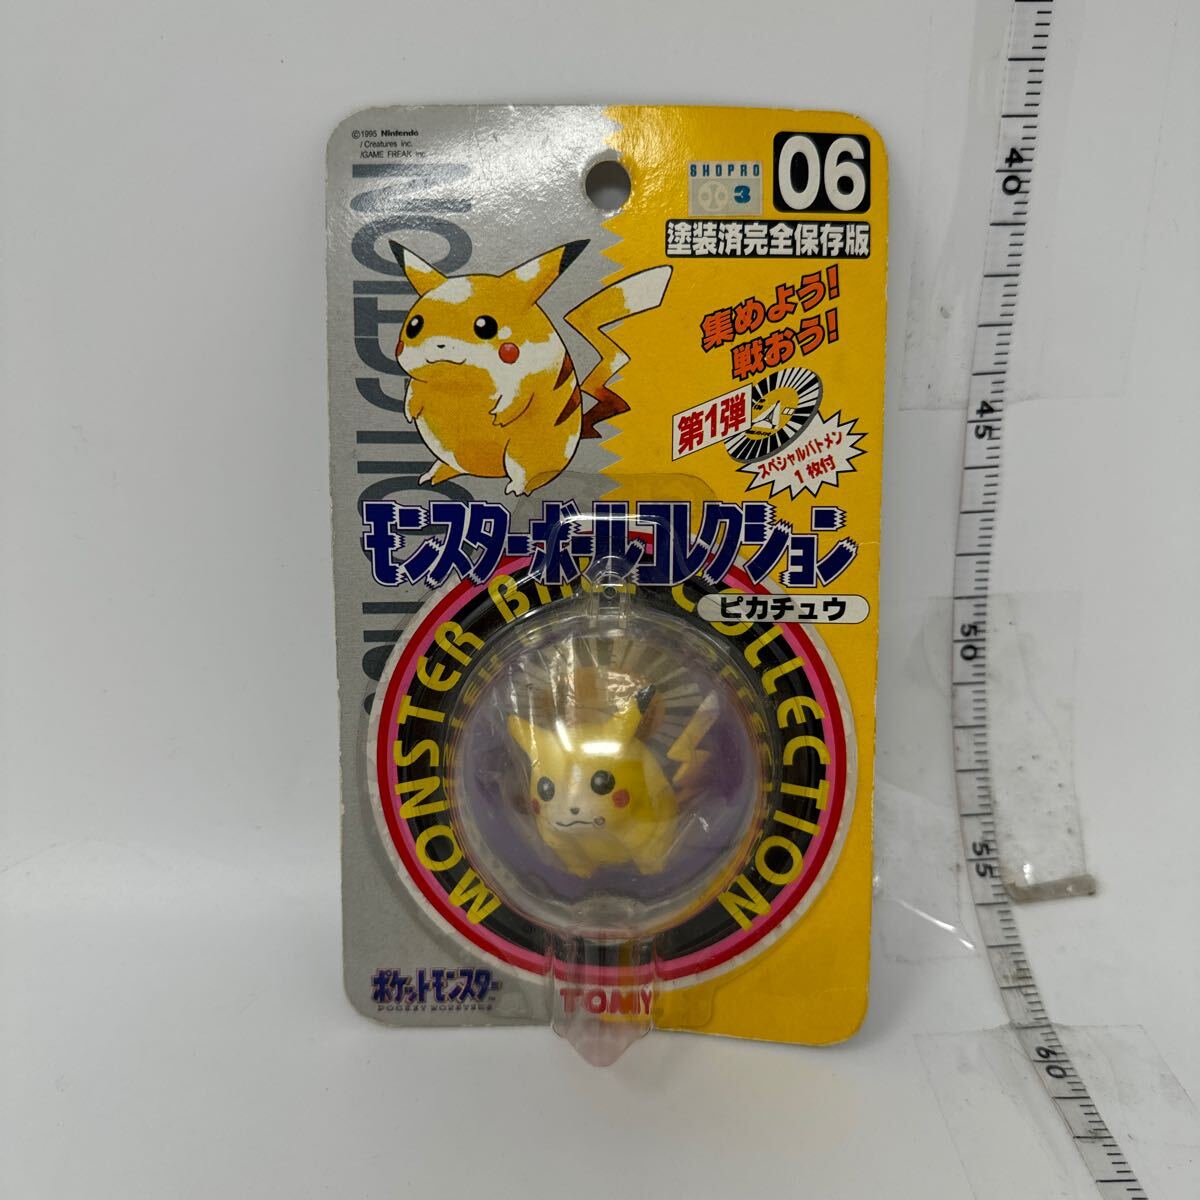 ©1995 Nintendo
/Creatures inc.
/GAME FREAK inc.
SHOPRO
3
06
塗装済完全保存版
集めよう!
戦おう!
第1弾
スペシャルバトメン
1枚付
モンスターボールコレクション
ピカチュウ
MONSTER BALL COLLECTION
ポケットモンスター
POCKET MONSTERS
TOMY
40
45
50
55
60